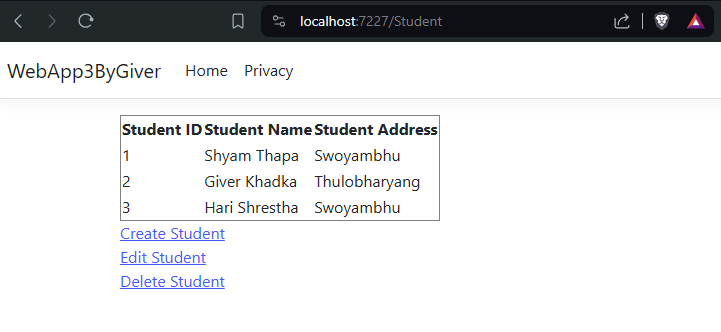 localhost:7227/Student
WebApp3ByGiver Home Privacy
Student ID Student Name Student Address
1 Shyam Thapa Swoyambhu
2 Giver Khadka Thulobharyang
3 Hari Shrestha Swoyambhu
Create Student
Edit Student
Delete Student